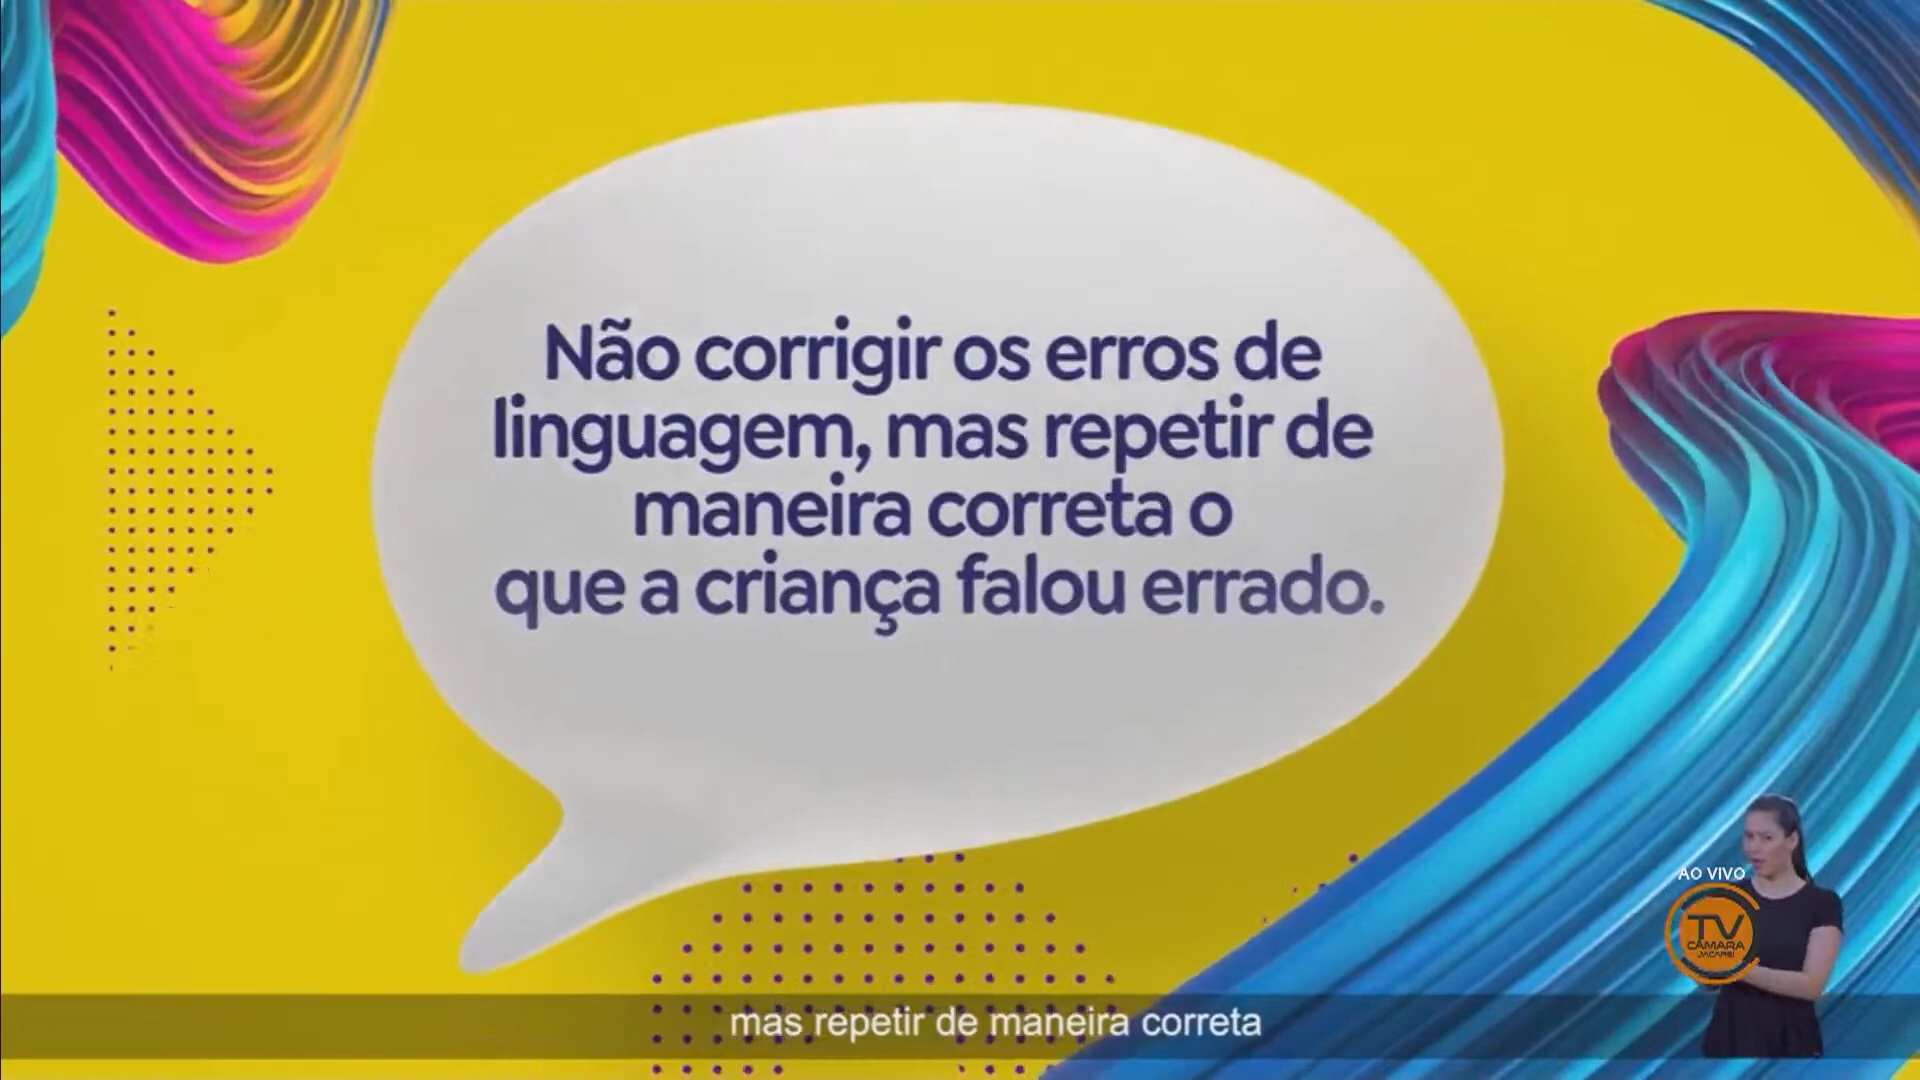 Não corrigir os erros de
linguagem, mas repetir de
maneira correta o
que a criança falou errado.
AO VIVO
TV
CÂMARA
JACAREÍ
mas repetir de maneira correta